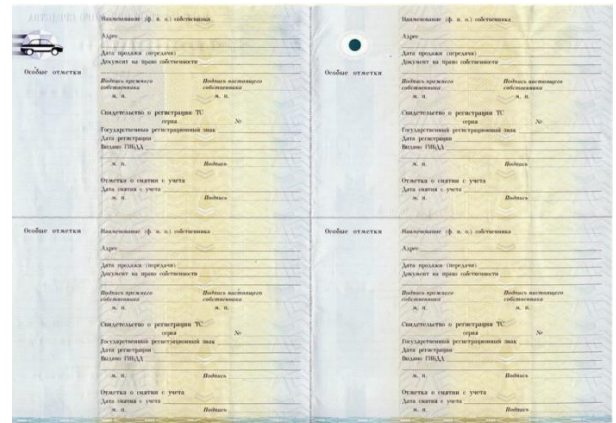 Наименование (ф. и. о.) собственника
Адрес
Дата продажи (передачи)
Документ на право собственности
Особые отметки
Подпись прежнего собственника
Подпись настоящего собственника
м. п.
м. п.
Свидетельство о регистрации ТС
серия №
Государственный регистрационный знак
Дата регистрации
Выдано ГИБДД
м. п. Подпись
Отметка о снятии с учета
Дата снятия с учета
м. п. Подпись
Наименование (ф. и. о.) собственника
Адрес
Дата продажи (передачи)
Документ на право собственности
Особые отметки
Подпись прежнего собственника
Подпись настоящего собственника
м. п.
м. п.
Свидетельство о регистрации ТС
серия №
Государственный регистрационный знак
Дата регистрации
Выдано ГИБДД
м. п. Подпись
Отметка о снятии с учета
Дата снятия с учета
м. п. Подпись
Особые отметки
Наименование (ф. и. о.) собственника
Адрес
Дата продажи (передачи)
Документ на право собственности
Подпись прежнего собственника
Подпись настоящего собственника
м. п.
м. п.
Свидетельство о регистрации ТС
серия №
Государственный регистрационный знак
Дата регистрации
Выдано ГИБДД
м. п. Подпись
Отметка о снятии с учета
Дата снятия с учета
м. п. Подпись
Особые отметки
Наименование (ф. и. о.) собственника
Адрес
Дата продажи (передачи)
Документ на право собственности
Подпись прежнего собственника
Подпись настоящего собственника
м. п.
м. п.
Свидетельство о регистрации ТС
серия №
Государственный регистрационный знак
Дата регистрации
Выдано ГИБДД
м. п. Подпись
Отметка о снятии с учета
Дата снятия с учета
м. п. Подпись